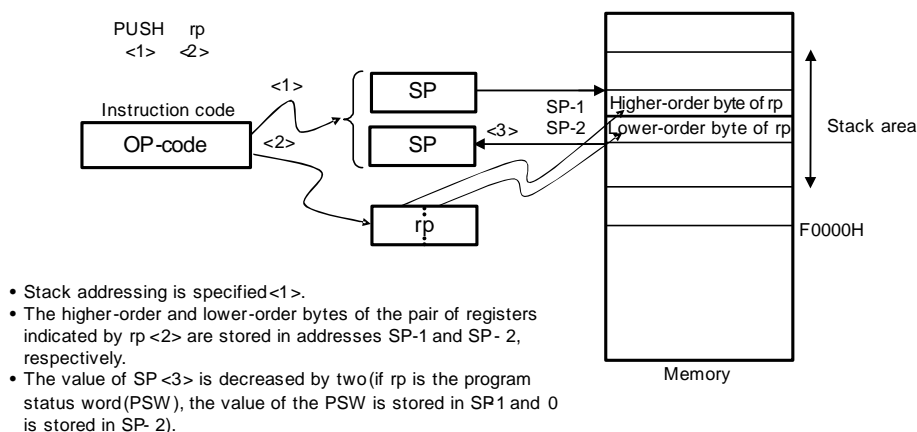 PUSH rp
<1> <2>
Instruction code
OP-code
<1>
<2>
SP
SP
<3>
rp
SP-1
SP-2
Higher-order byte of rp
Lower-order byte of rp
Stack area
F0000H
Memory
• Stack addressing is specified <1>.
• The higher-order and lower-order bytes of the pair of registers
indicated by rp <2> are stored in addresses SP-1 and SP- 2,
respectively.
• The value of SP <3> is decreased by two (if rp is the program
status word (PSW), the value of the PSW is stored in SP1 and 0
is stored in SP- 2).